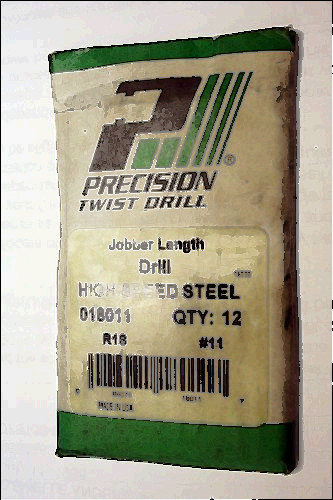 PRECISION
TWIST DRILL
®
Jobber Length
Drill
HIGH SPEED STEEL
018011 QTY: 12
R18 #11
MADE IN USA